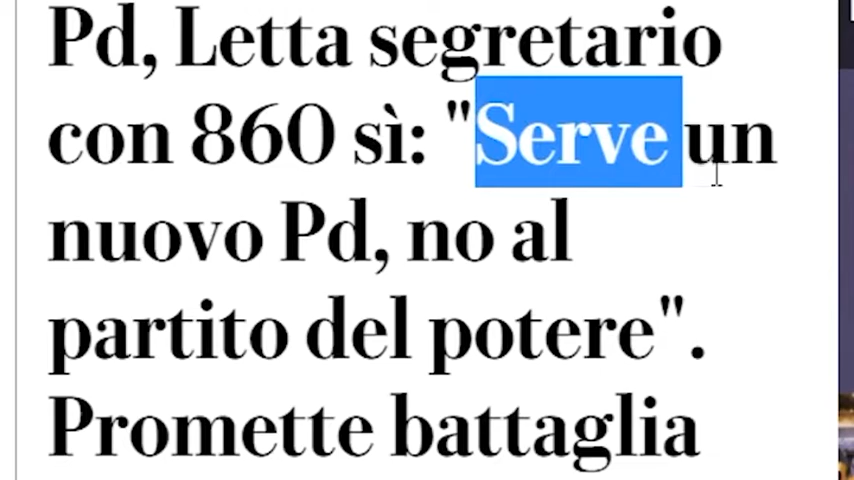 Pd, Letta segretario
con 860 sì: "Serve un
nuovo Pd, no al
partito del potere".
Promette battaglia